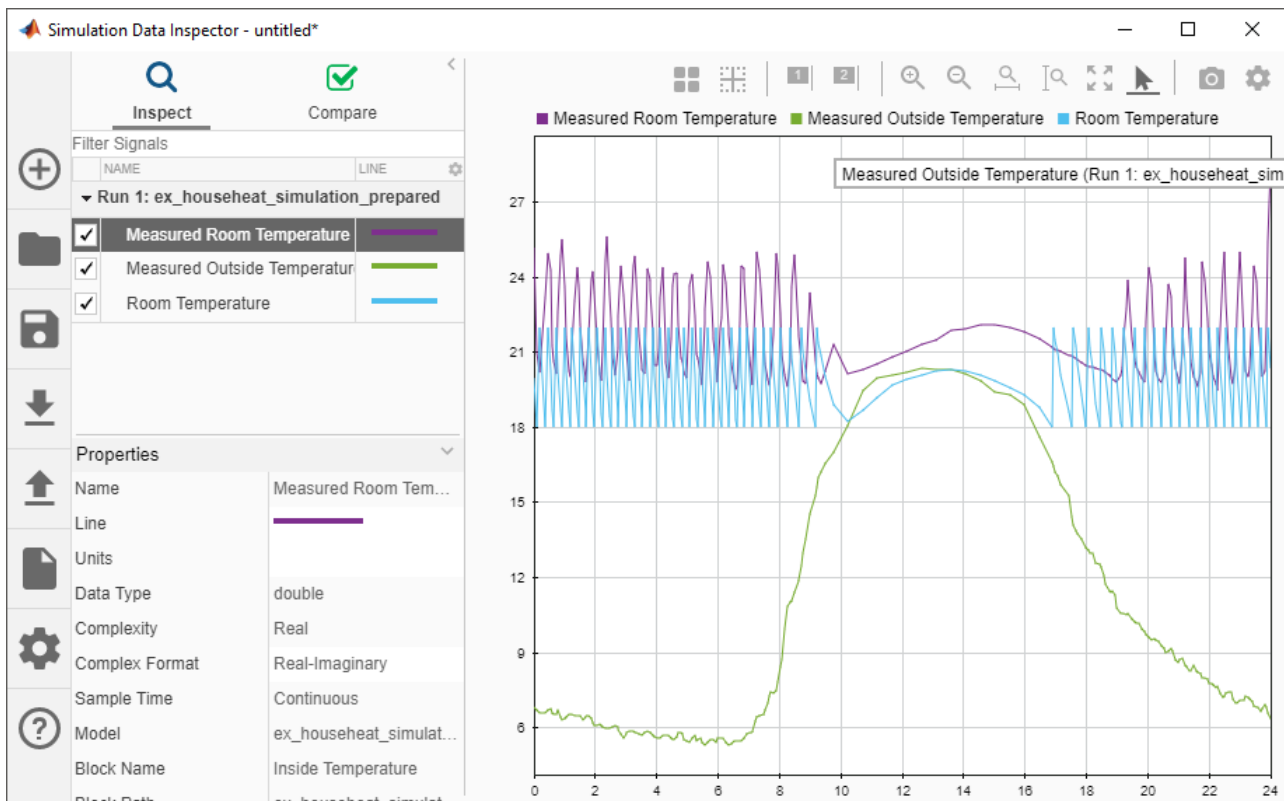 Simulation Data Inspector - untitled*
Inspect
Compare
Filter Signals
NAME
LINE
Run 1: ex_househeat_simulation_prepared
Measured Room Temperature
Measured Outside Temperatur
Room Temperature
Properties
Name
Measured Room Tem...
Line
Units
Data Type
double
Complexity
Real
Complex Format
Real-Imaginary
Sample Time
Continuous
Model
ex_househeat_simulat...
Block Name
Inside Temperature
1
2
Measured Room Temperature
Measured Outside Temperature
Room Temperature
Measured Outside Temperature (Run 1: ex_househeat_sim
27
24
21
18
15
12
9
6
0 2 4 6 8 10 12 14 16 18 20 22 24